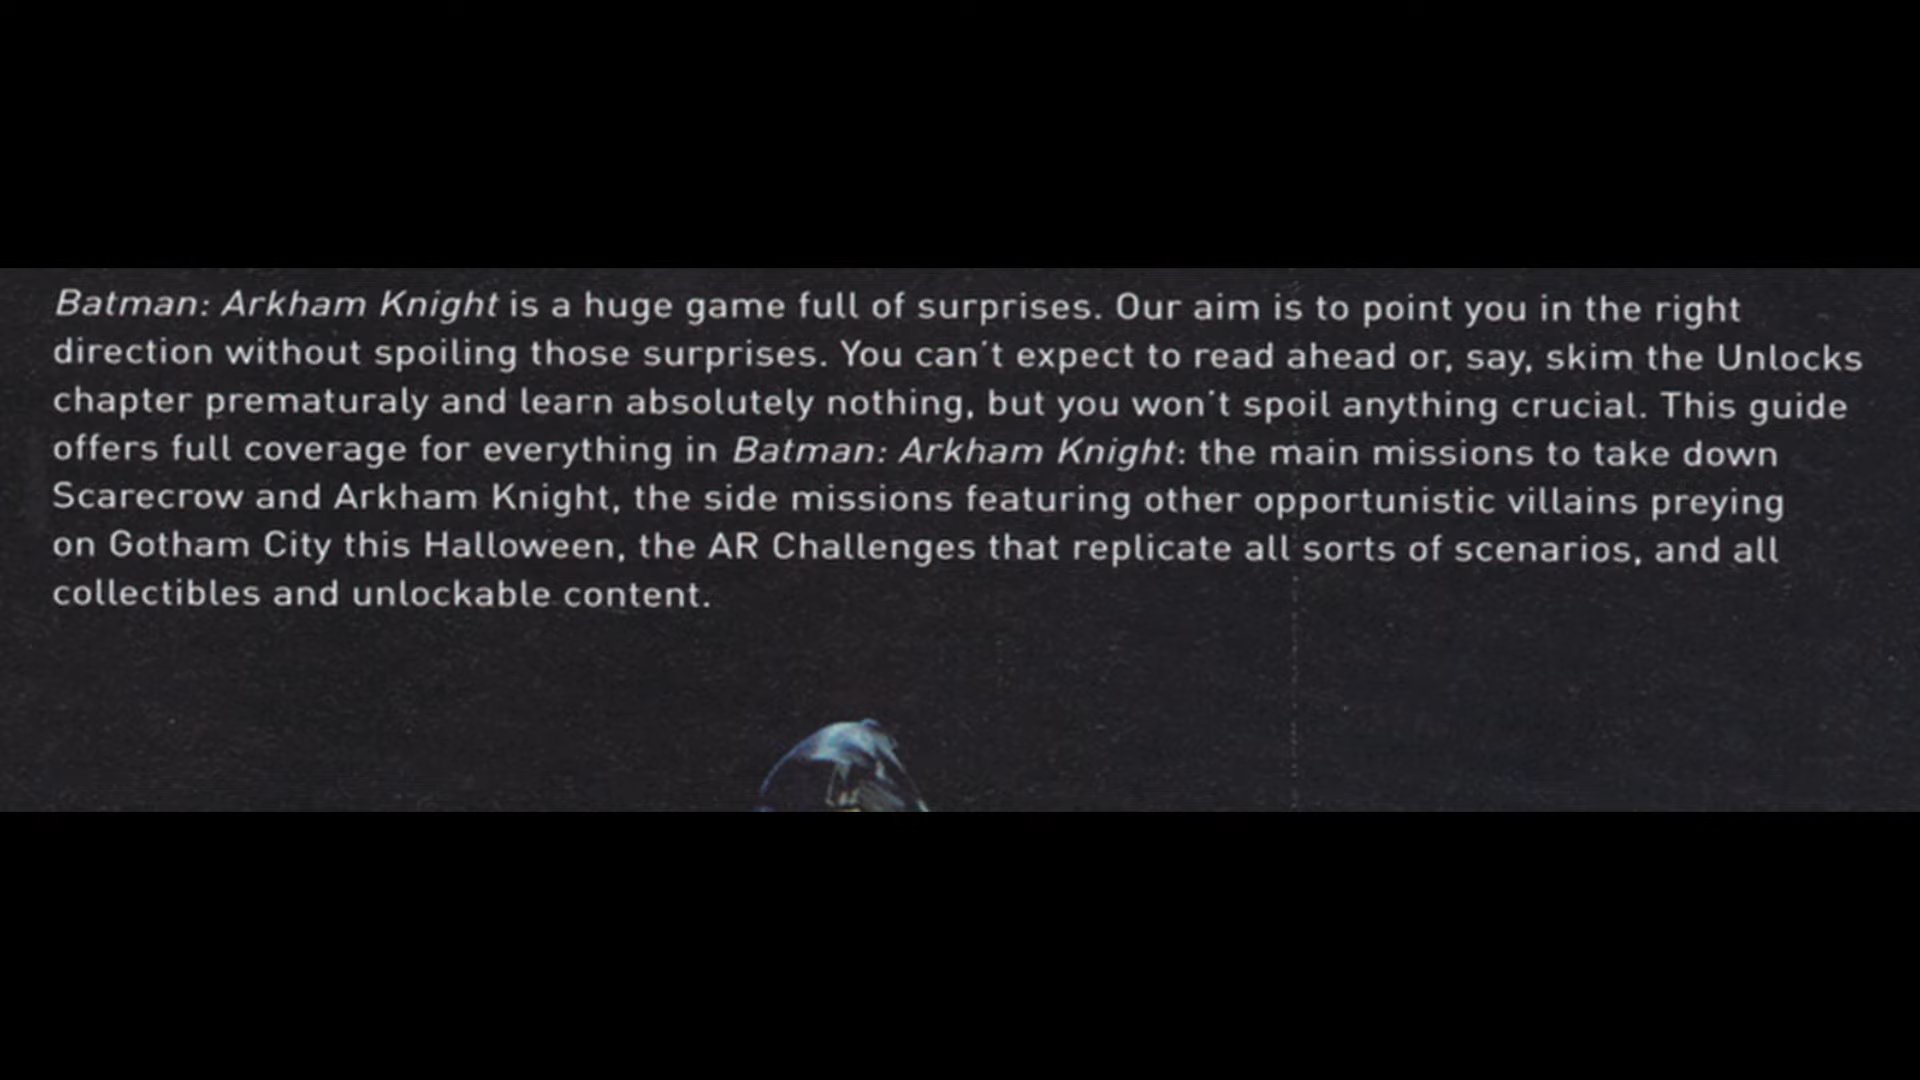 Batman: Arkham Knight is a huge game full of surprises. Our aim is to point you in the right
direction without spoiling those surprises. You can't expect to read ahead or, say, skim the Unlocks
chapter prematuraly and learn absolutely nothing, but you won't spoil anything crucial. This guide
offers full coverage for everything in Batman: Arkham Knight: the main missions to take down
Scarecrow and Arkham Knight, the side missions featuring other opportunistic villains preying
on Gotham City this Halloween, the AR Challenges that replicate all sorts of scenarios, and all
collectibles and unlockable content.